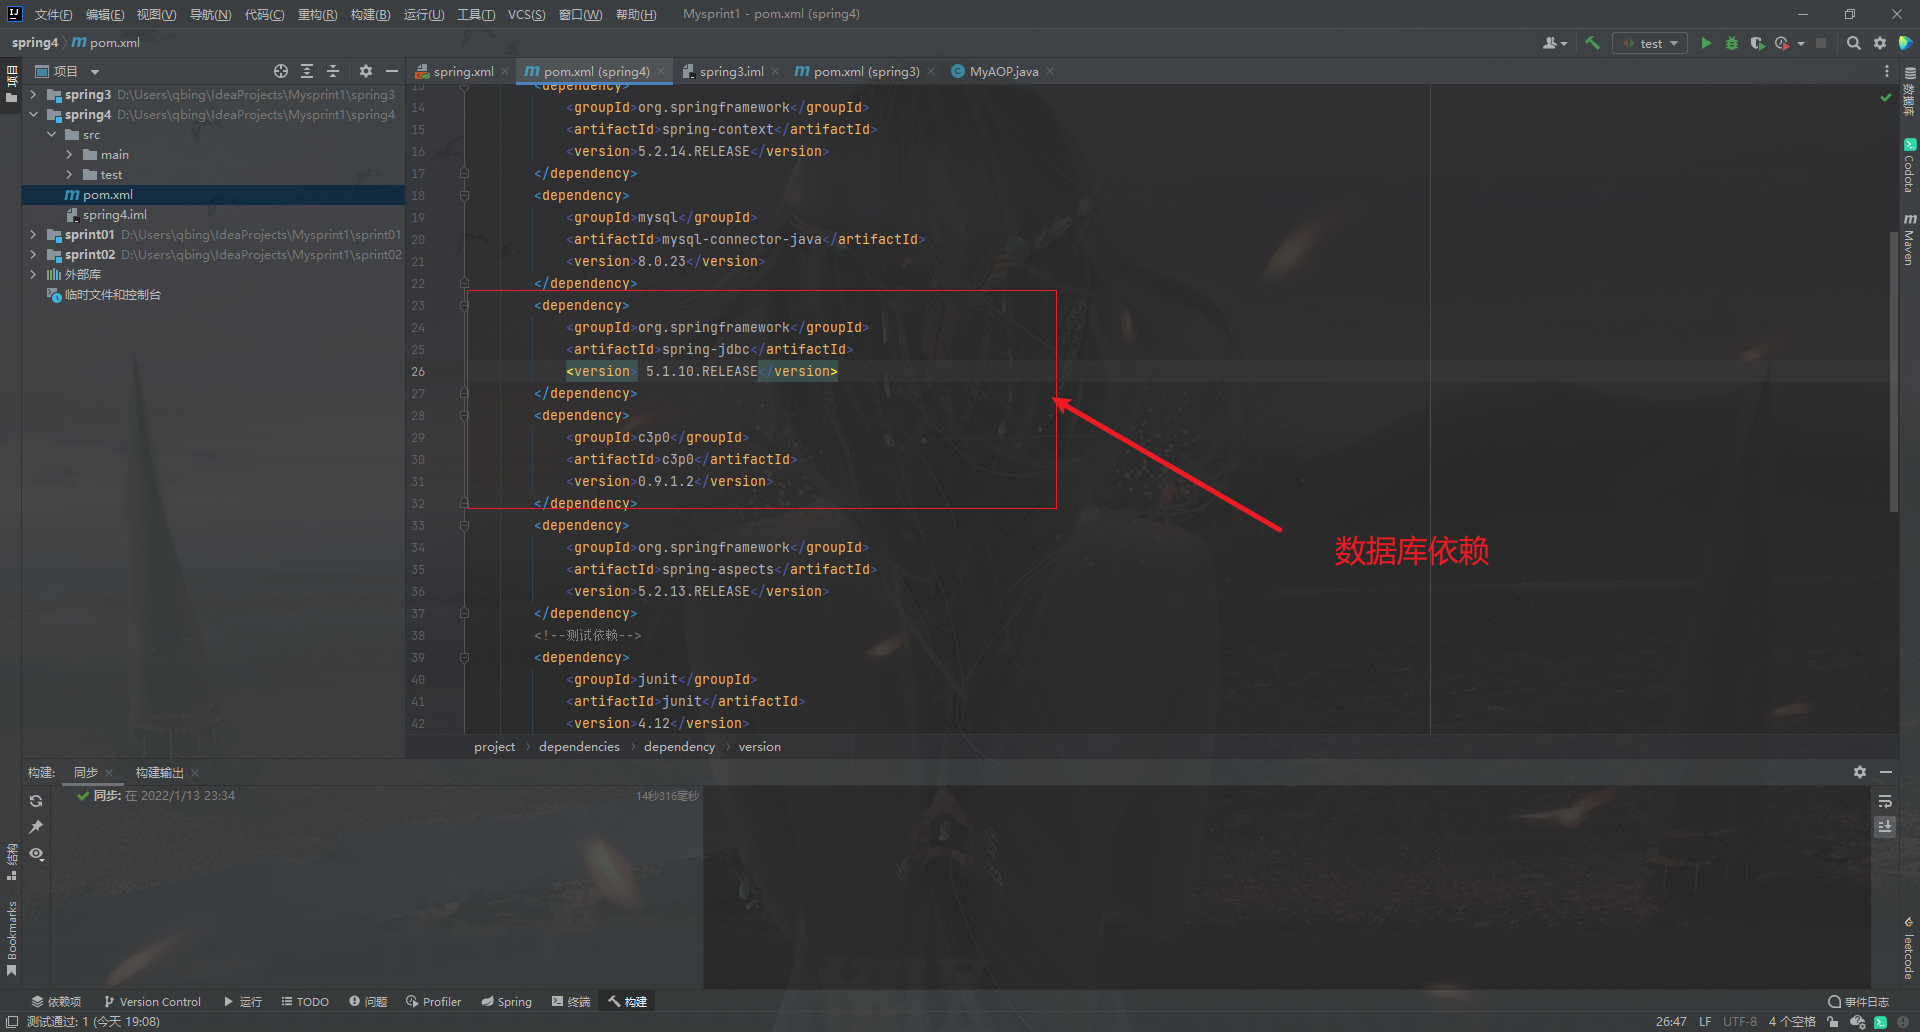 文件(F) 编辑(E) 视图(V) 导航(N) 代码(C) 重构(R) 构建(B) 运行(U) 工具(T) VCS(S) 窗口(W) 帮助(H) Mysprint1 - pom.xml (spring4)
spring4 〉 m pom.xml
test
项目
spring.xml × pom.xml (spring4) × spring3.iml × pom.xml (spring3) × MyAOP.java ×
spring3 D:\Users\qbing\IdeaProjects\Mysprint1\spring3
spring4 D:\Users\qbing\IdeaProjects\Mysprint1\spring4
src
main
test
pom.xml
spring4.iml
sprint01 D:\Users\qbing\IdeaProjects\Mysprint1\sprint01
sprint02 D:\Users\qbing\IdeaProjects\Mysprint1\sprint02
外部库
临时文件和控制台
13 <dependency>
14 <groupId>org.springframework</groupId>
15 <artifactId>spring-context</artifactId>
16 <version>5.2.14.RELEASE</version>
17 </dependency>
18 <dependency>
19 <groupId>mysql</groupId>
20 <artifactId>mysql-connector-java</artifactId>
21 <version>8.0.23</version>
22 </dependency>
23 <dependency>
24 <groupId>org.springframework</groupId>
25 <artifactId>spring-jdbc</artifactId>
26 <version> 5.1.10.RELEASE</version>
27 </dependency>
28 <dependency>
29 <groupId>c3p0</groupId>
30 <artifactId>c3p0</artifactId>
31 <version>0.9.1.2</version>
32 </dependency>
33 <dependency>
34 <groupId>org.springframework</groupId>
35 <artifactId>spring-aspects</artifactId>
36 <version>5.2.13.RELEASE</version>
37 </dependency>
38 <!--测试依赖-->
39 <dependency>
40 <groupId>junit</groupId>
41 <artifactId>junit</artifactId>
42 <version>4.12</version>
数据库依赖
project 〉 dependencies 〉 dependency 〉 version
项目
结构
Bookmarks
数据库
Codota
Maven
leetcode
构建: 同步 × 构建输出 ×
同步: 在 2022/1/13 23:34 14秒316毫秒
依赖项 Version Control 运行 TODO 问题 Profiler Spring 终端 构建 事件日志
测试通过: 1 (今天 19:08) 26:47 LF UTF-8 4 个空格